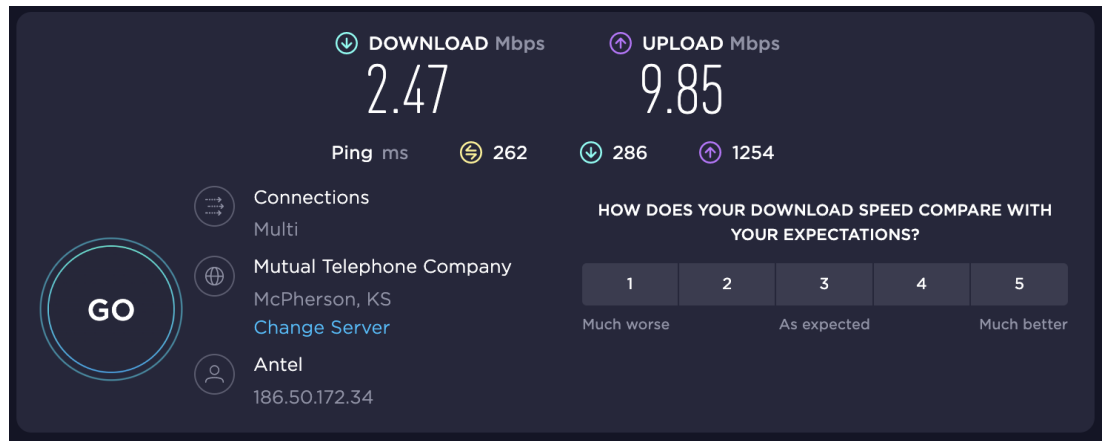 DOWNLOAD Mbps
2.47
UPLOAD Mbps
9.85
Ping ms 262 286 1254
Connections
Multi
Mutual Telephone Company
McPherson, KS
Change Server
Antel
186.50.172.34
GO
HOW DOES YOUR DOWNLOAD SPEED COMPARE WITH
YOUR EXPECTATIONS?
1 2 3 4 5
Much worse As expected Much better